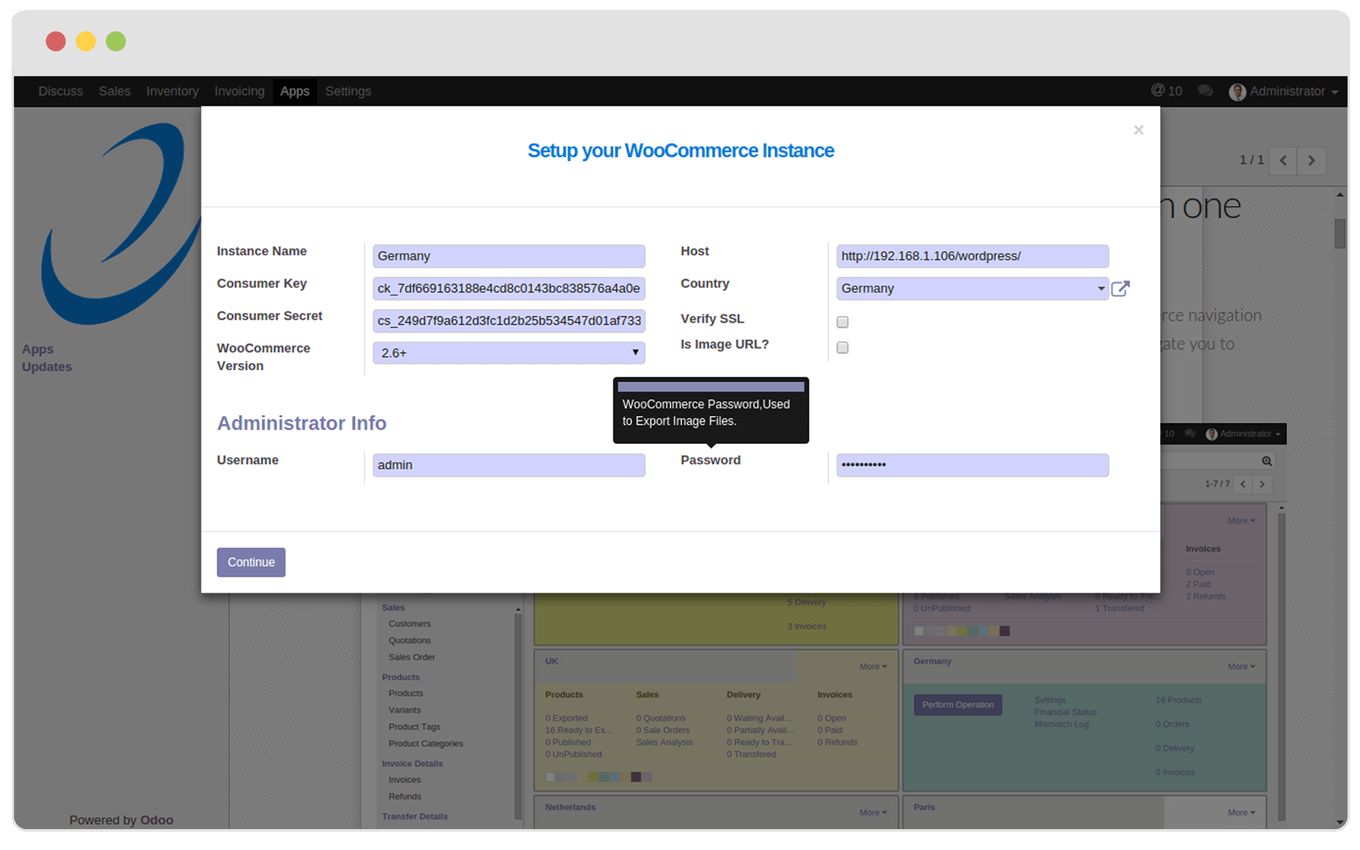 Discuss Sales Inventory Invoicing Apps Settings
@ 10 Administrator
×
Setup your WooCommerce Instance
1 / 1
n one
Instance Name Germany
Host http://192.168.1.106/wordpress/
Consumer Key ck_7df669163188e4cd8c0143bc838576a4a0e
Country Germany
Consumer Secret cs_249d7f9a612d3fc1d2b25b534547d01af733
Verify SSL
WooCommerce
Version
2.6+
Is Image URL?
rce navigation
gate you to
Apps
Updates
WooCommerce Password,Used
to Export Image Files.
Administrator Info
Username admin
Password ••••••••••
Continue
10 Administrator
1-7 / 7
More
Invoices
0 Open
2 Paid
2 Refunds
0 Published Sales Analysis 0 Ready to Tra...
0 UnPublished 1 Transfered
5 Delivery
3 Invoices
Sales
Customers
Quotations
Sales Order
Products
Products
Variants
Product Tags
Product Categories
Invoice Details
Invoices
Refunds
Transfer Details
UK More
Products Sales Delivery Invoices
0 Exported 0 Quotations 0 Waiting Avail... 0 Open
16 Ready to Ex... 0 Sale Orders 0 Partially Avail... 0 Paid
0 Published Sales Analysis 0 Ready to Tra... 0 Refunds
0 UnPublished 0 Transfered
Germany More
Perform Operation
Settings 16 Products
Financial Status
Mismatch Log 0 Orders
0 Delivery
0 Invoices
Netherlands More
Paris More
Powered by Odoo